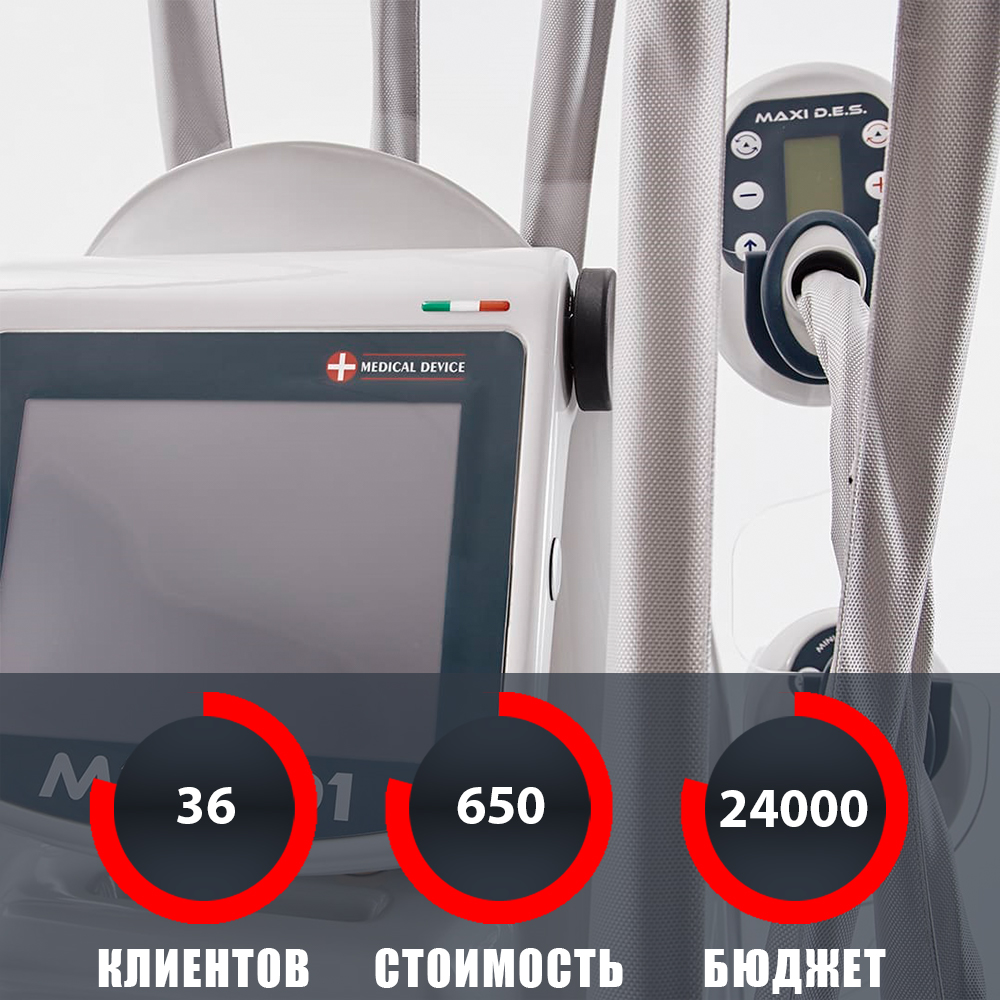 MAXI D.E.S.
MEDICAL DEVICE
36
650
24000
КЛИЕНТОВ
СТОИМОСТЬ
БЮДЖЕТ